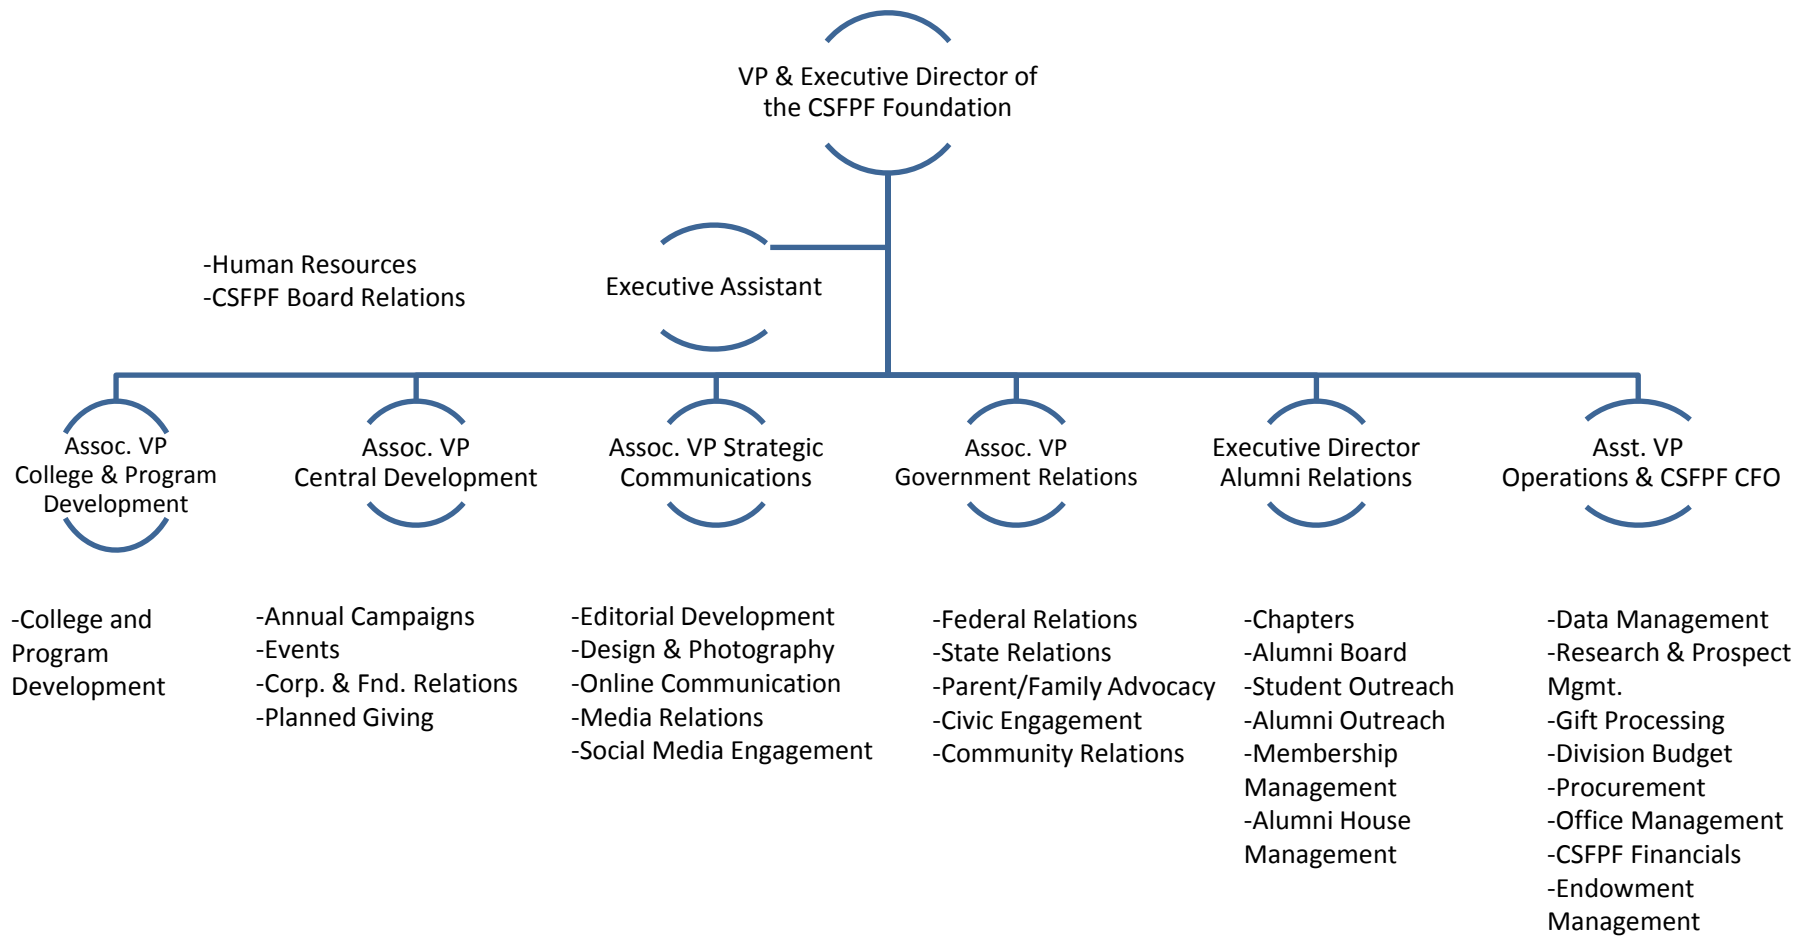 VP & Executive Director of
the CSFPF Foundation
-Human Resources
-CSFPF Board Relations
Executive Assistant
Assoc. VP
College & Program
Development
Assoc. VP
Central Development
Assoc. VP Strategic
Communications
Assoc. VP
Government Relations
Executive Director
Alumni Relations
Asst. VP
Operations & CSFPF CFO
-College and
Program
Development
-Annual Campaigns
-Events
-Corp. & Fnd. Relations
-Planned Giving
-Editorial Development
-Design & Photography
-Online Communication
-Media Relations
-Social Media Engagement
-Federal Relations
-State Relations
-Parent/Family Advocacy
-Civic Engagement
-Community Relations
-Chapters
-Alumni Board
-Student Outreach
-Alumni Outreach
-Membership
Management
-Alumni House
Management
-Data Management
-Research & Prospect
Mgmt.
-Gift Processing
-Division Budget
-Procurement
-Office Management
-CSFPF Financials
-Endowment
Management